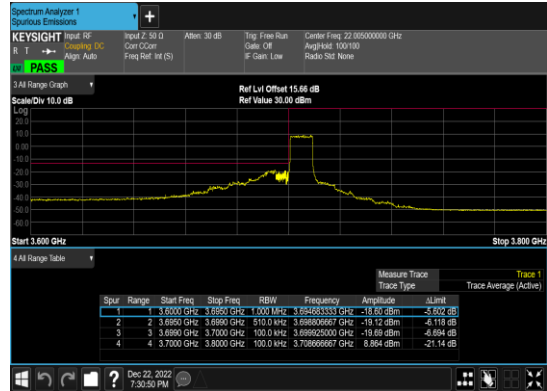 Spectrum Analyzer 1
Spurious Emissions
KEYSIGHT Input: RF Input Z: 50 Ω Atten: 30 dB Trig: Free Run Center Freq: 22.005000000 GHz
R T Coupling: DC Corr CCorr Gate: Off Avg|Hold: 100/100
Align: Auto Freq Ref: Int (S) IF Gain: Low Radio Std: None
PASS
3 All Range Graph
Ref Lvl Offset 15.66 dB
Scale/Div 10.0 dB Ref Value 30.00 dBm
Log
20.0
10.0
0.00
-10.0
-20.0
-30.0
-40.0
-50.0
-60.0
Start 3.600 GHz Stop 3.800 GHz
4 All Range Table
Measure Trace Trace 1
Trace Type Trace Average (Active)
Spur Range Start Freq Stop Freq RBW Frequency Amplitude ΔLimit
1 1 3.6000 GHz 3.6950 GHz 1.000 MHz 3.694683333 GHz -18.60 dBm -5.602 dB
2 2 3.6950 GHz 3.6990 GHz 510.0 kHz 3.698806667 GHz -19.12 dBm -6.118 dB
3 3 3.6990 GHz 3.7000 GHz 100.0 kHz 3.699925000 GHz -19.69 dBm -6.694 dB
4 4 3.7000 GHz 3.8000 GHz 100.0 kHz 3.708666667 GHz 8.864 dBm -21.14 dB
Dec 22, 2022
7:30:50 PM